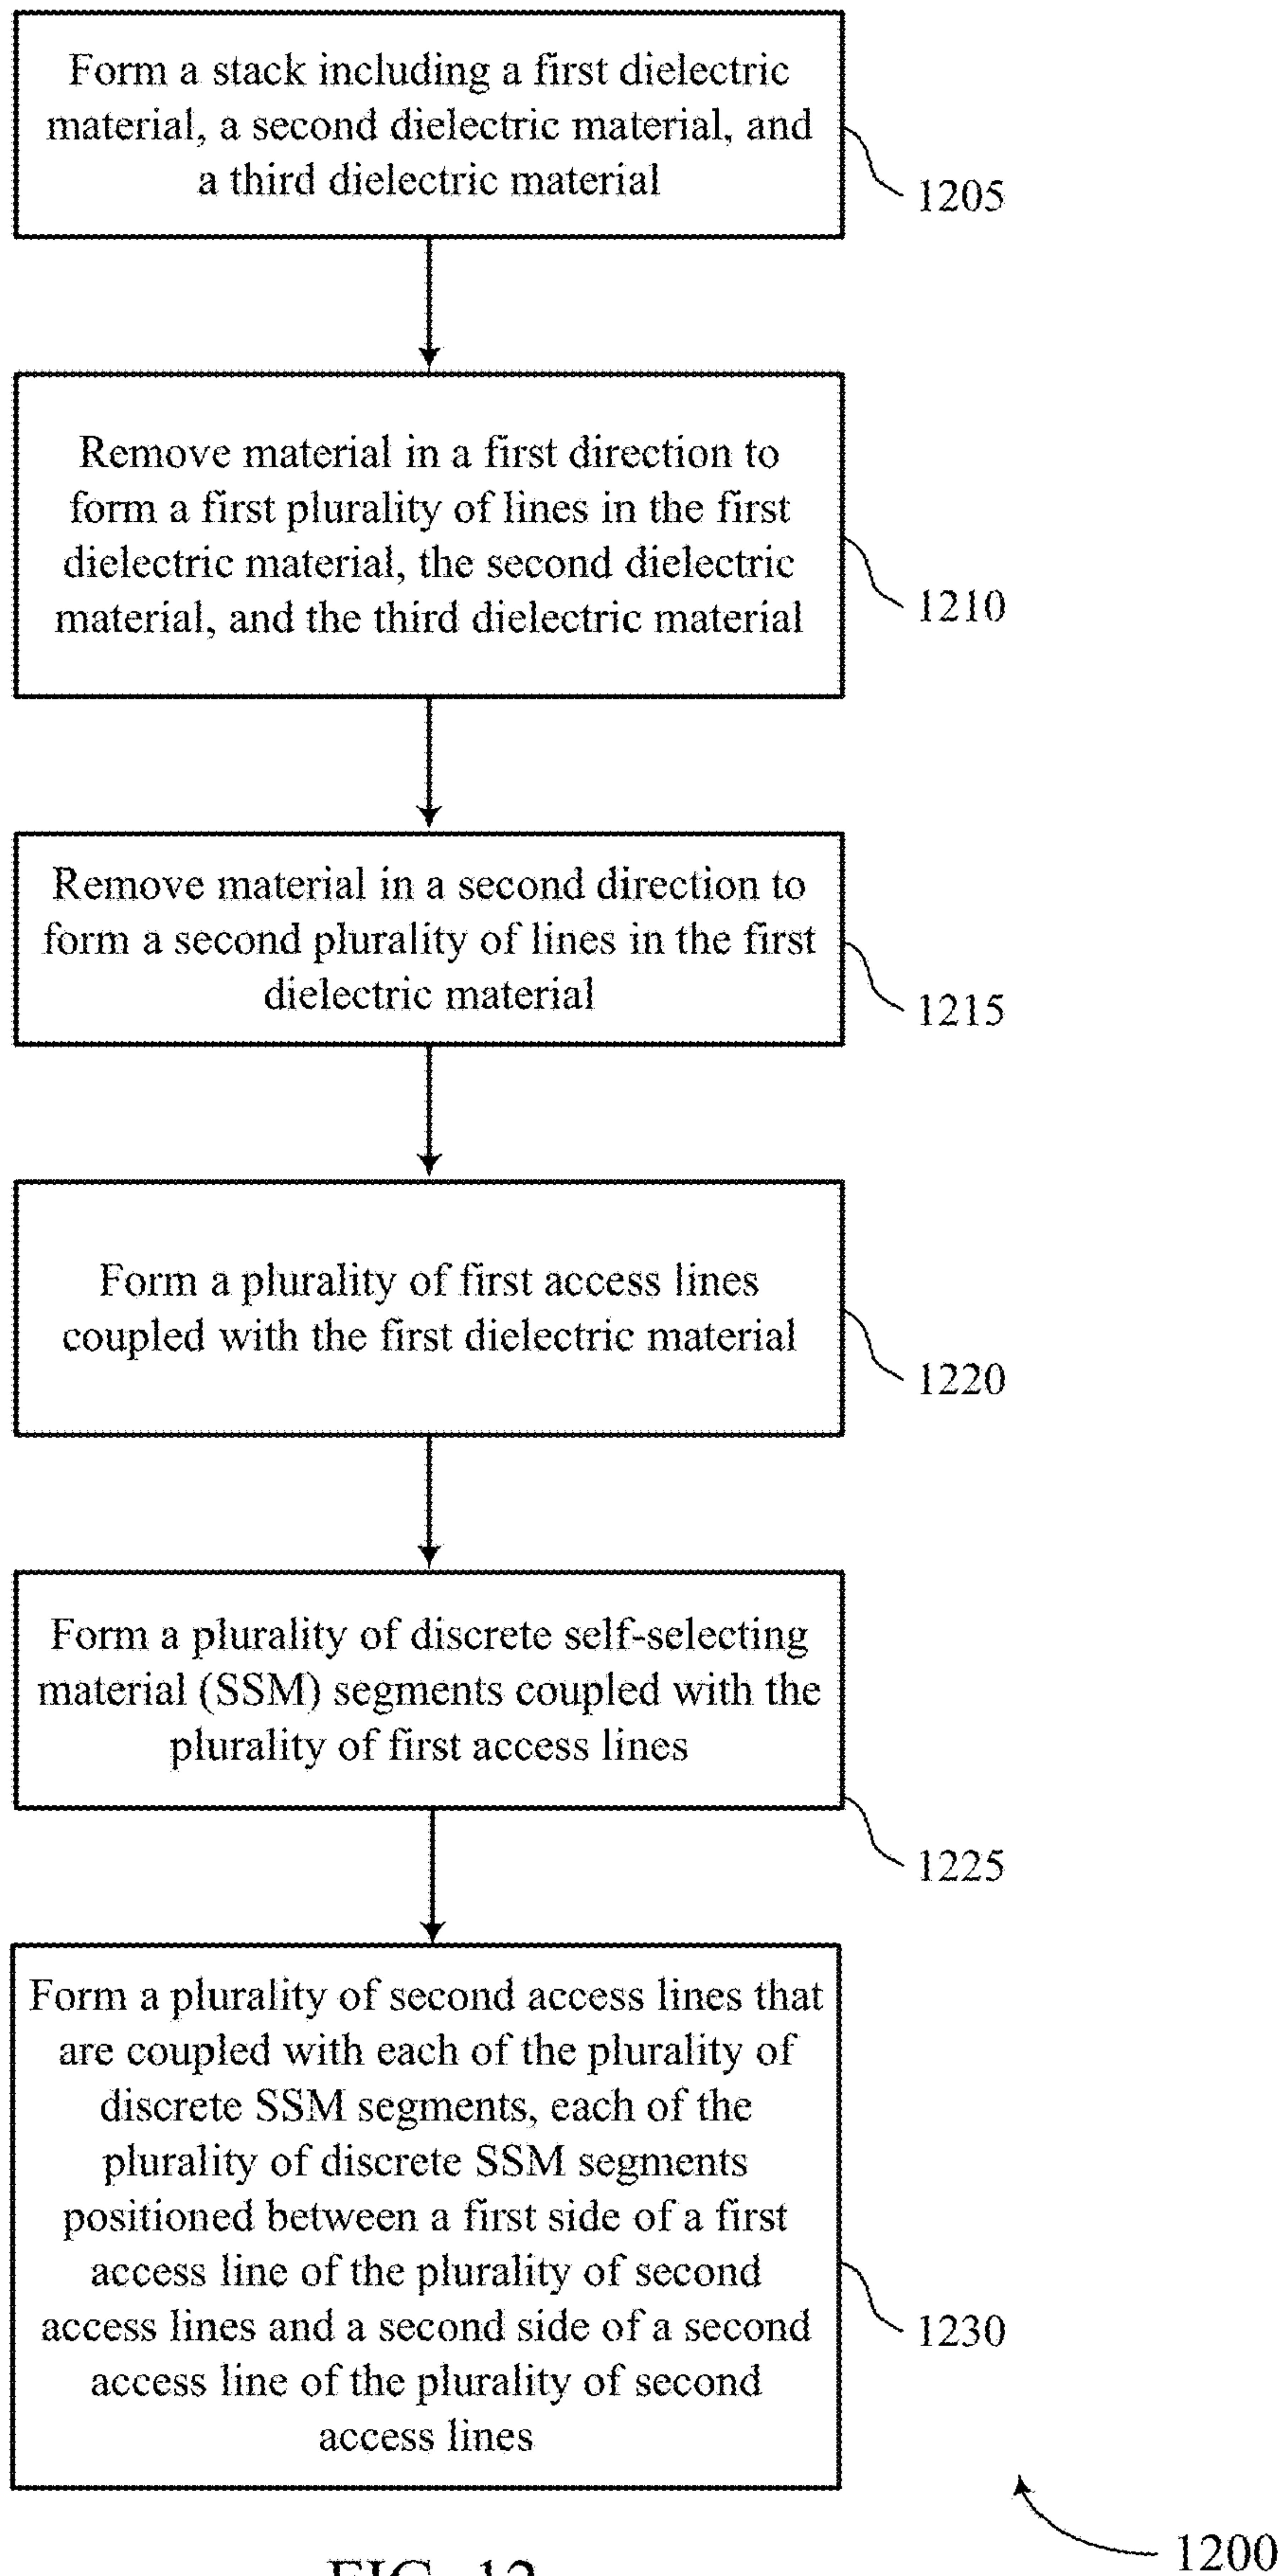 Form a stack including a first dielectric
material, a second dielectric material, and
a third dielectric material
1205
Remove material in a first direction to
form a first plurality of lines in the first
dielectric material, the second dielectric
material, and the third dielectric material
1210
Remove material in a second direction to
form a second plurality of lines in the first
dielectric material
1215
Form a plurality of first access lines
coupled with the first dielectric material
1220
Form a plurality of discrete self-selecting
material (SSM) segments coupled with the
plurality of first access lines
1225
Form a plurality of second access lines that
are coupled with each of the plurality of
discrete SSM segments, each of the
plurality of discrete SSM segments
positioned between a first side of a first
access line of the plurality of second
access lines and a second side of a second
access line of the plurality of second
access lines
1230
1200
FIG. 12